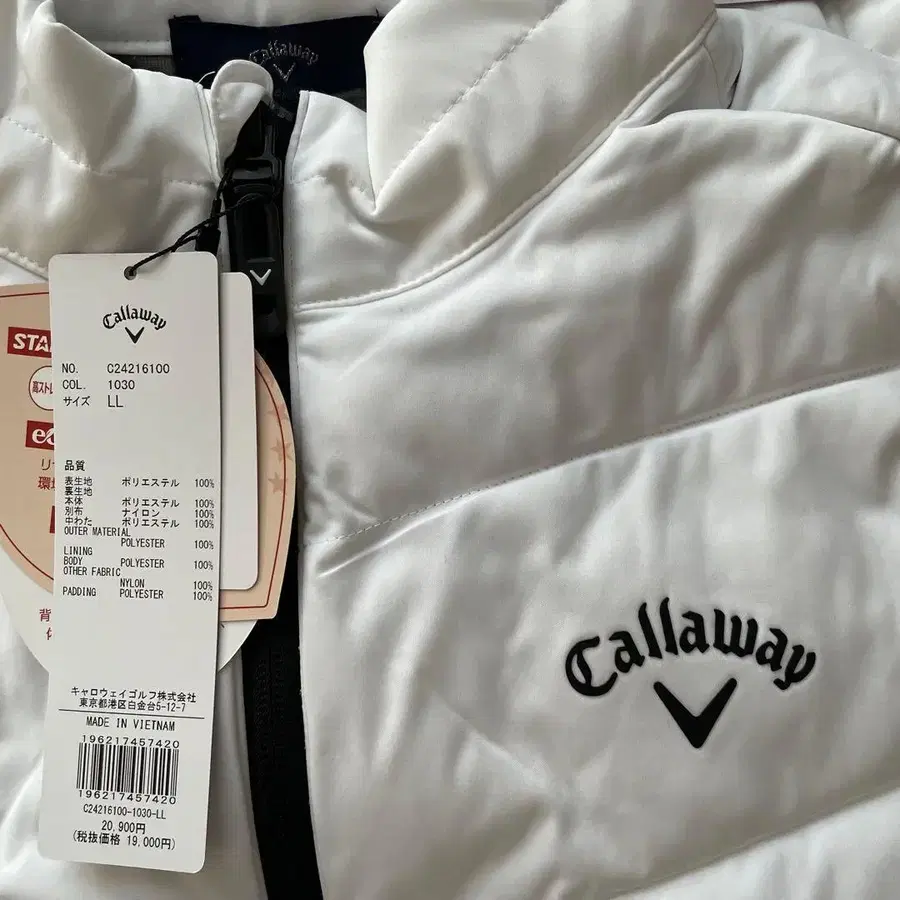 Callaway
Callaway
NO. C24216100
COL. 1030
サイズ LL
品質
表生地 ポリエステル 100%
裏生地
本体 ポリエステル 100%
別布 ナイロン 100%
中わた ポリエステル 100%
OUTER MATERIAL
POLYESTER 100%
LINING
BODY POLYESTER 100%
OTHER FABRIC
NYLON 100%
PADDING POLYESTER 100%
キャロウェイゴルフ株式会社
東京都港区白金台5-12-7
MADE IN VIETNAM
196217457420
196217457420
C24216100-1030-LL
20,900円
(税抜価格 19,000円)
Callaway